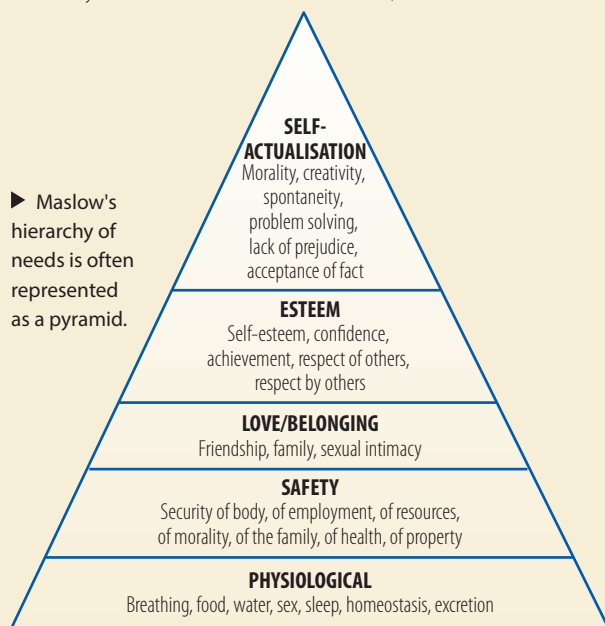 ▶ Maslow's
hierarchy of
needs is often
represented
as a pyramid.
SELF-
ACTUALISATION
Morality, creativity,
spontaneity,
problem solving,
lack of prejudice,
acceptance of fact
ESTEEM
Self-esteem, confidence,
achievement, respect of others,
respect by others
LOVE/BELONGING
Friendship, family, sexual intimacy
SAFETY
Security of body, of employment, of resources,
of morality, of the family, of health, of property
PHYSIOLOGICAL
Breathing, food, water, sex, sleep, homeostasis, excretion